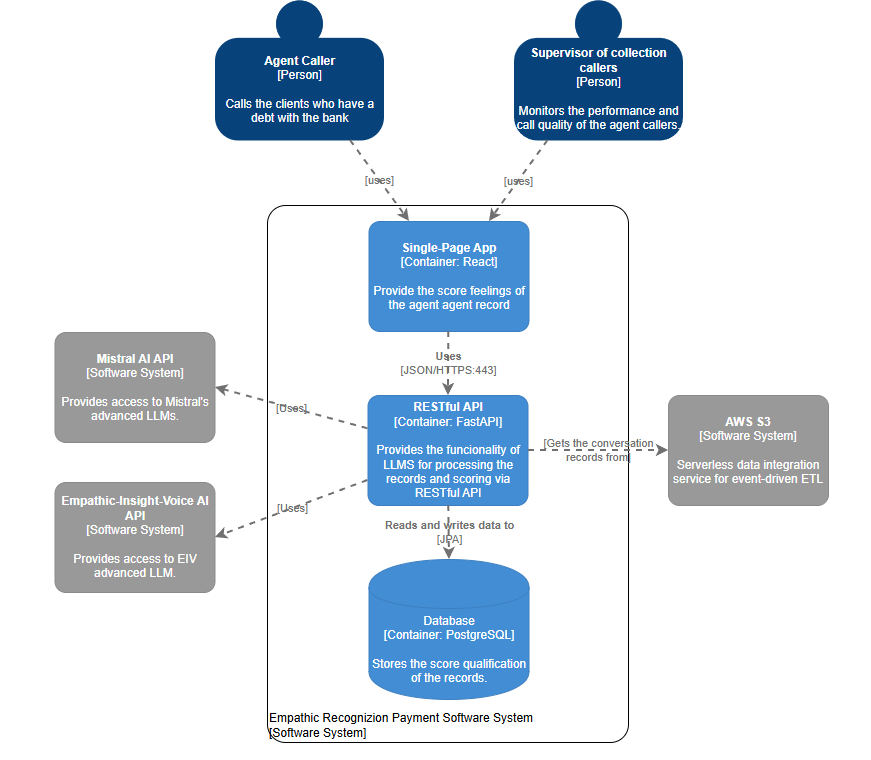 Agent Caller
[Person]
Calls the clients who have a
debt with the bank
Supervisor of collection
callers
[Person]
Monitors the performance and
call quality of the agent callers.
[uses]
[uses]
Single-Page App
[Container: React]
Provide the score feelings of
the agent agent record
Uses
[JSON/HTTPS:443]
Mistral AI API
[Software System]
Provides access to Mistral's
advanced LLMs.
[Uses]
RESTful API
[Container: FastAPI]
Provides the funcionality of
LLMS for processing the
records and scoring via
RESTful API
[Gets the conversation
records from]
AWS S3
[Software System]
Serverless data integration
service for event-driven ETL
Empathic-Insight-Voice AI
API
[Software System]
Provides access to EIV
advanced LLM.
[Uses]
Reads and writes data to
[JPA]
Database
[Container: PostgreSQL]
Stores the score qualification
of the records.
Empathic Recognizion Payment Software System
[Software System]